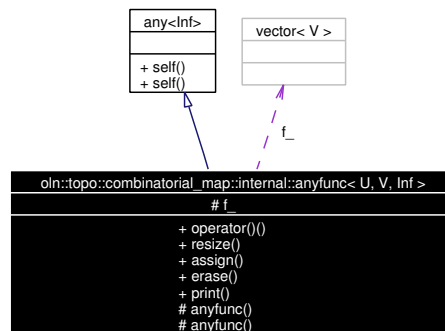 any<Inf>
+ self()
+ self()
vector< V >
f_
oln::topo::combinatorial_map::internal::anyfunc< U, V, Inf >
# f_
+ operator()()
+ resize()
+ assign()
+ erase()
+ print()
# anyfunc()
# anyfunc()